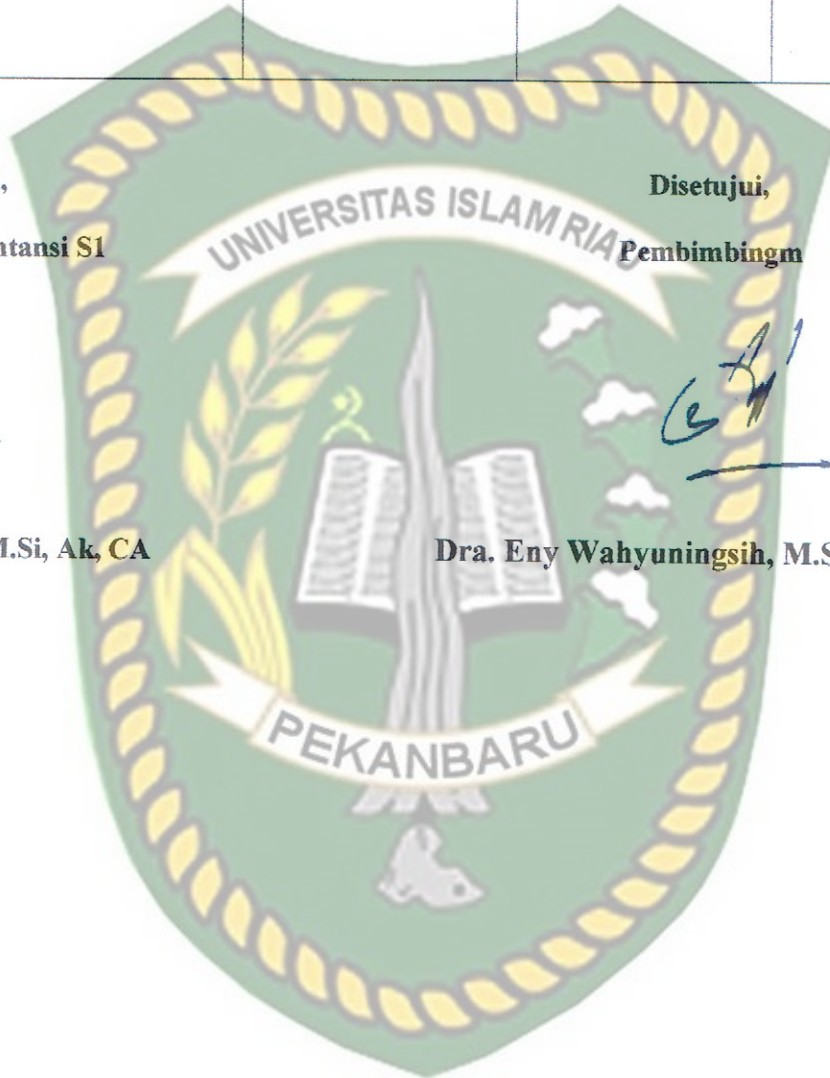 , Disetujui,
ntansi S1 Pembimbingm
UNIVERSITAS ISLAM RIAU
M.Si, Ak, CA Dra. Eny Wahyuningsih, M.S
PEKANBARU